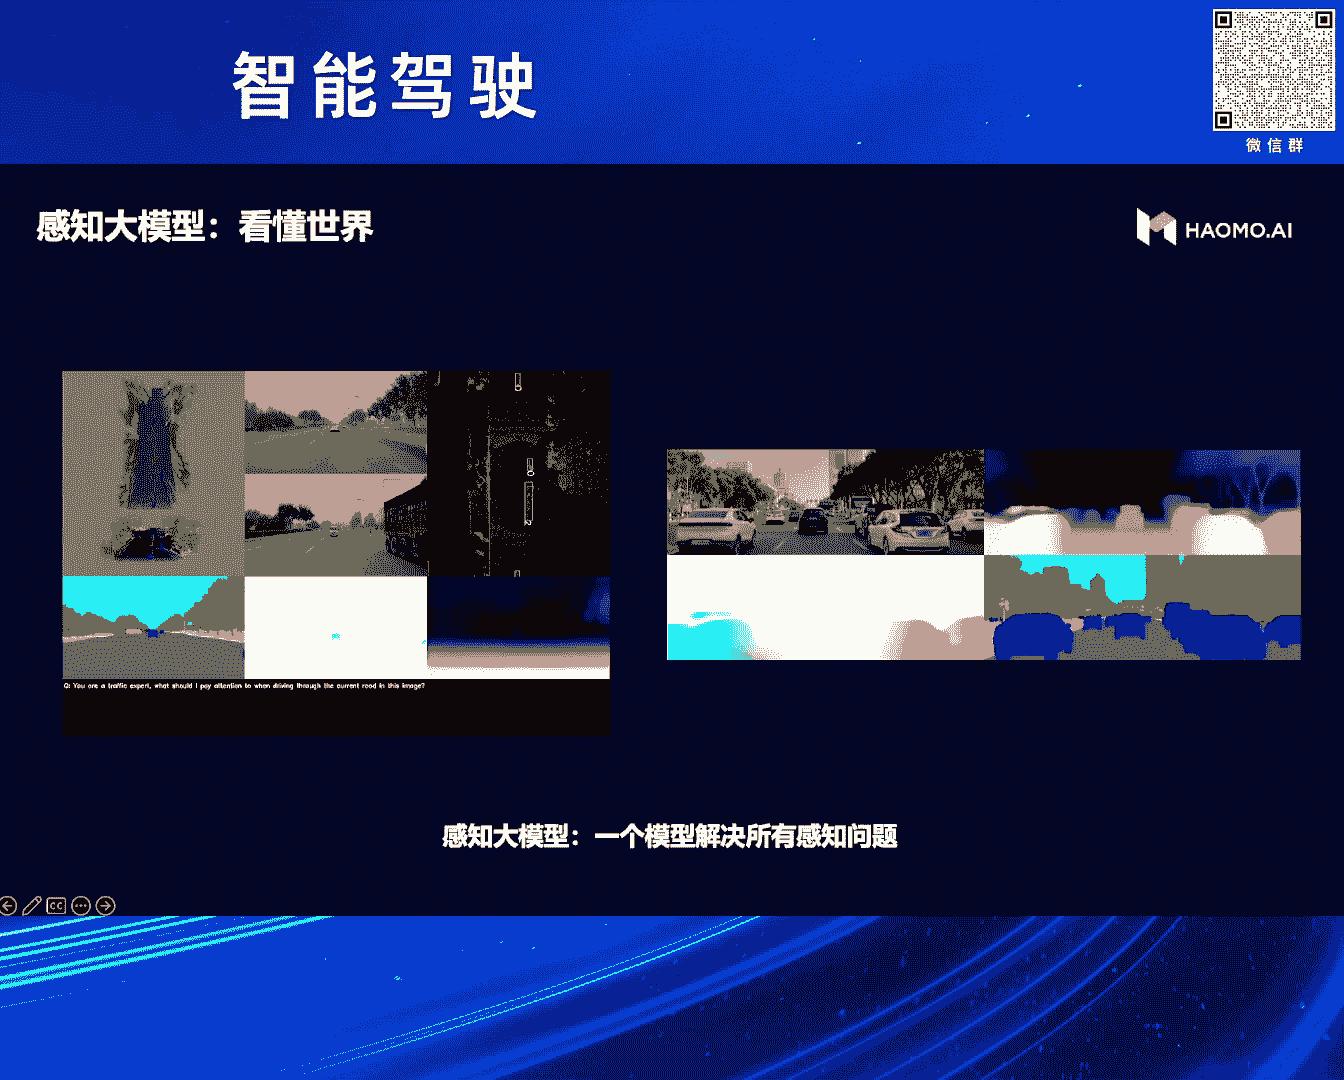 智能驾驶
微信群
感知大模型：看懂世界
HAOMO.AI
Q: You are a traffic expert, what should I pay attention to when driving through the current road in this image?
感知大模型：一个模型解决所有感知问题
CC